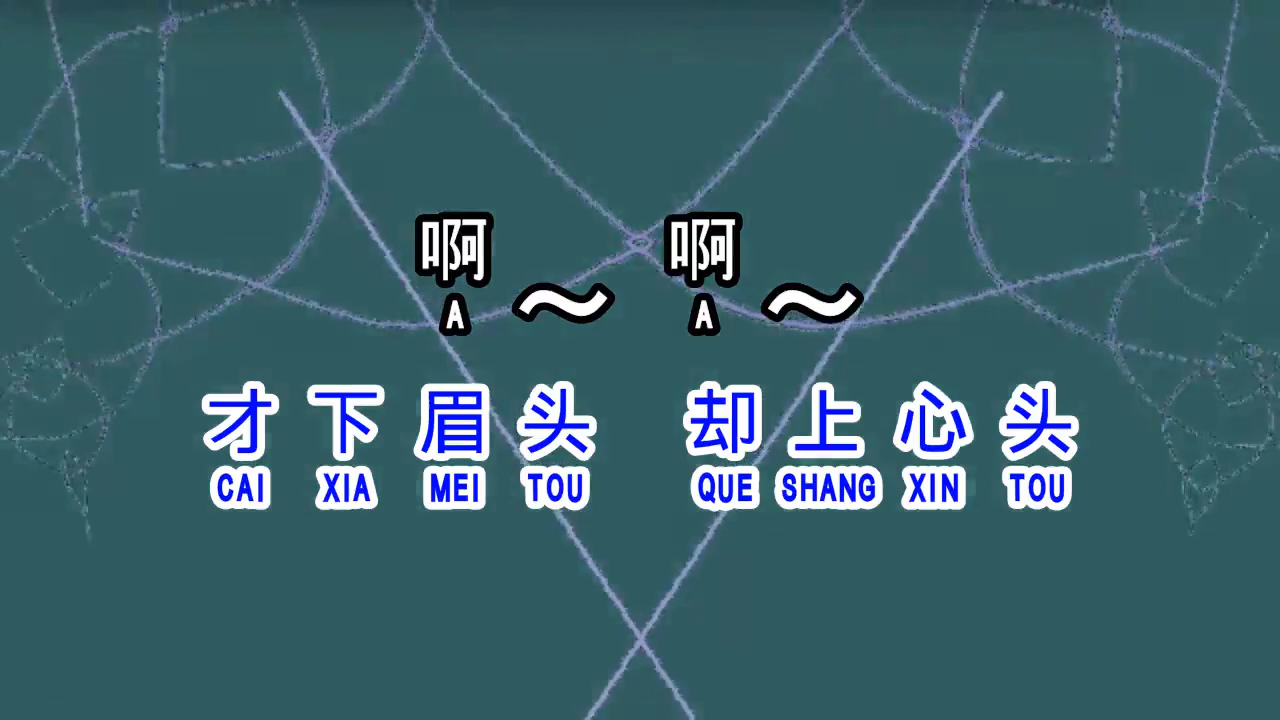 啊 啊
A ～ A ～
才 下 眉 头 却 上 心 头
CAI XIA MEI TOU QUE SHANG XIN TOU